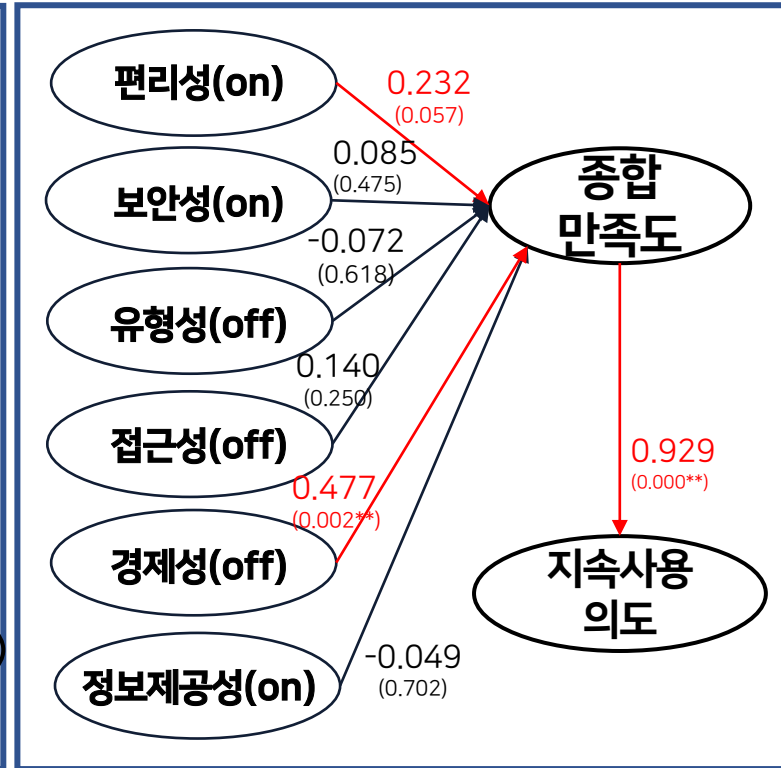 편리성(on)
0.232
(0.057)
보안성(on)
0.085
(0.475)
종합
만족도
유형성(off)
-0.072
(0.618)
접근성(off)
0.140
(0.250)
경제성(off)
0.477
(0.002**)
0.929
(0.000**)
지속사용
의도
정보제공성(on)
-0.049
(0.702)